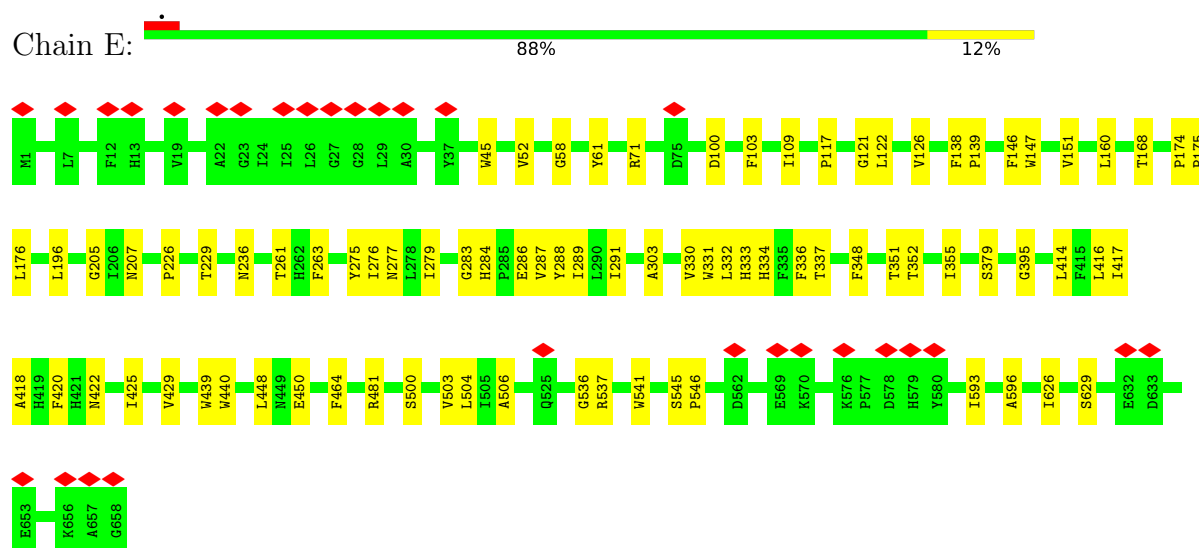 Chain E:
•
88% 12%
M1 L7 F12 H13 V19 A22 G23 I24 I25 L26 G27 G28 L29 A30 Y37 W45 V52 G58 Y61 R71 D75 D100 F103 I109 P117 G121 L122 V126 F138 P139 F146 W147 V151 L160 T168 P174 P175
L176 L196 G205 I206 N207 P226 T229 N236 T261 H262 F263 Y275 I276 N277 L278 I279 G283 H284 P285 E286 V287 Y288 I289 L290 I291 A303 V330 W331 L332 H333 H334 F335 F336 T337 F348 T351 T352 I355 S379 G395 L414 F415 L416 I417
A418 H419 F420 H421 N422 I425 V429 W439 W440 L448 N449 E450 F464 R481 S500 V503 L504 I505 A506 Q525 G536 R537 W541 S545 P546 D562 E569 K570 K576 P577 D578 H579 Y580 I593 A596 I626 S629 E632 D633
E653 K656 A657 G658